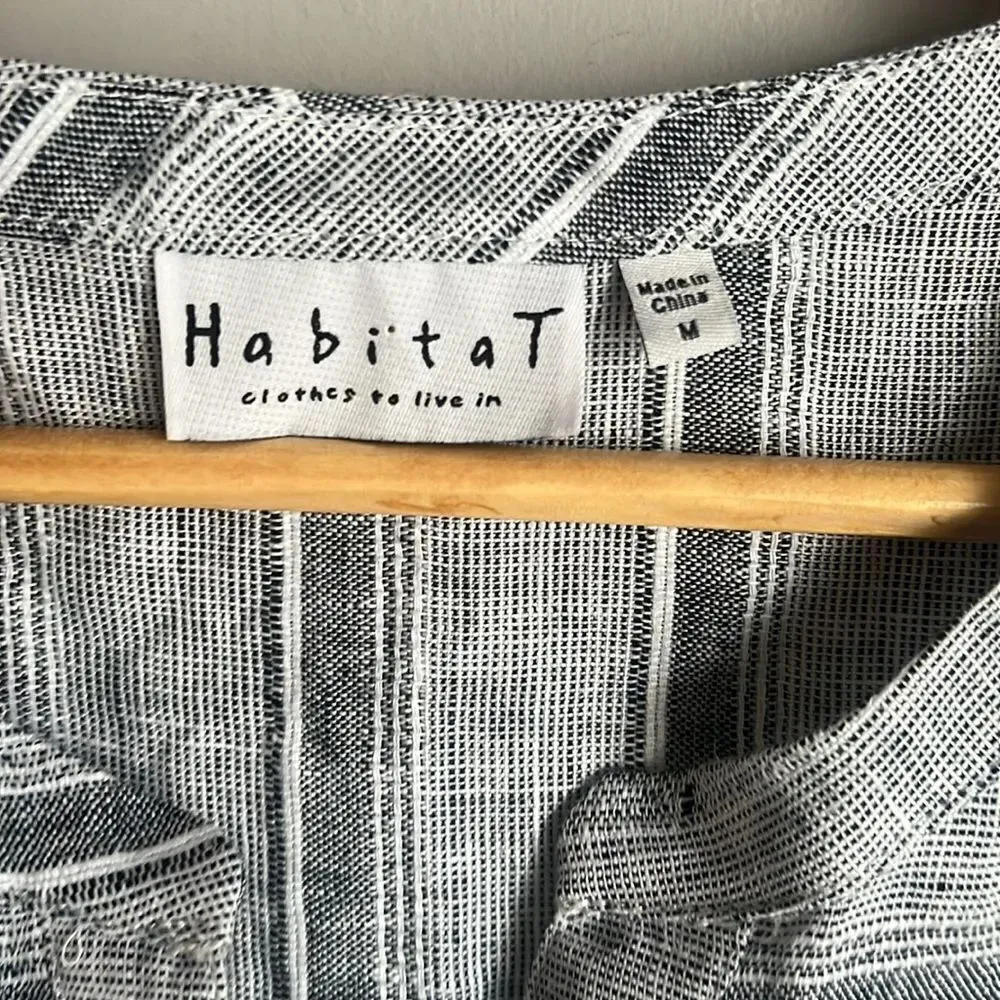 HabitaT
clothes to live in
Made in
China
M